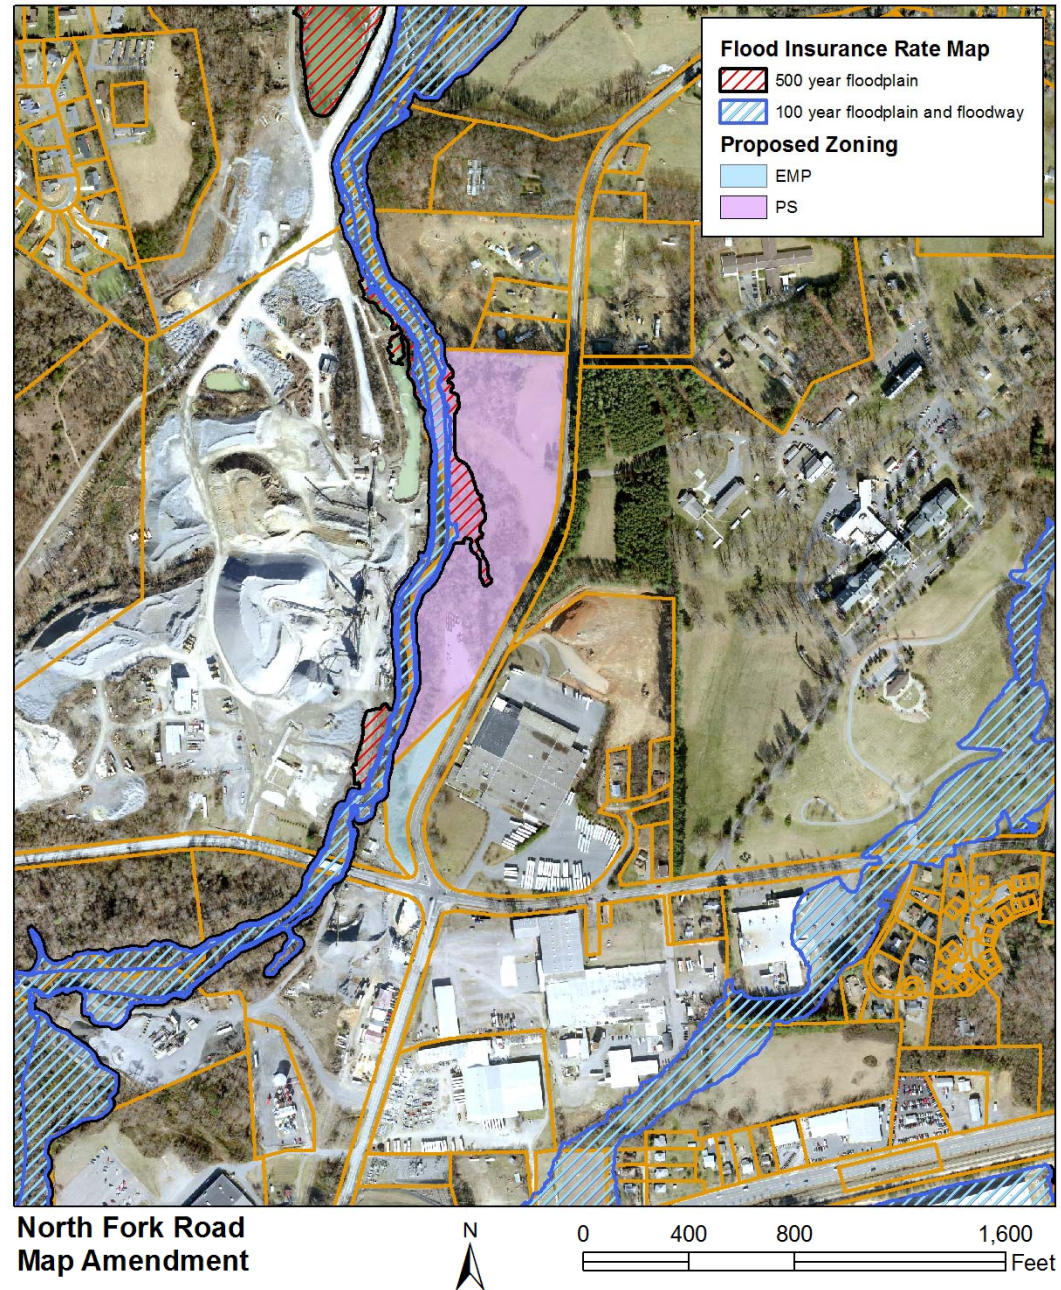 Flood Insurance Rate Map
500 year floodplain
100 year floodplain and floodway
Proposed Zoning
EMP
PS
North Fork Road
Map Amendment
N
0 400 800 1,600
Feet